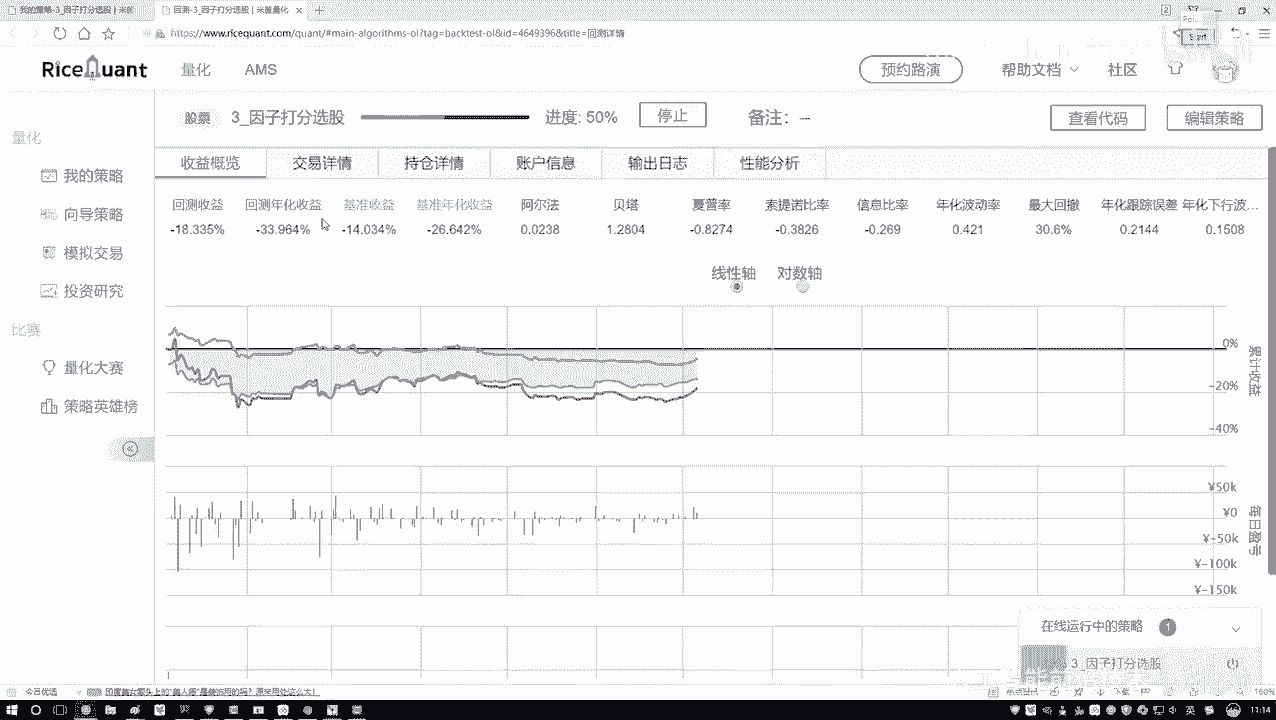 我的策略-3_因子打分选股 | 米筐
回测-3_因子打分选股 | 米筐量化
https://www.ricequant.com/quant/#main-algorithms-ol?tag=backtest-ol&id=4649396&title=回测详情
RiceQuant 量化 AMS 预约路演 帮助文档 社区
股票 3_因子打分选股 进度: 50% 停止 备注: -- 查看代码 编辑策略
量化
我的策略
向导策略
模拟交易
投资研究
比赛
量化大赛
策略英雄榜
收益概览 交易详情 持仓详情 账户信息 输出日志 性能分析
回测收益 回测年化收益 基准收益 基准年化收益 阿尔法 贝塔 夏普率 索提诺比率 信息比率 年化波动率 最大回撤 年化跟踪误差 年化下行波...
-18.335% -33.964% -14.034% -26.642% 0.0238 1.2804 -0.8274 -0.3826 -0.269 0.421 30.6% 0.2144 0.1508
线性轴 对数轴
0%
-20%
-40%
累计收益
¥50k
¥0
¥-50k
¥-100k
¥-150k
每日盈亏
在线运行中的策略 1
3_因子打分选股
今日优选
160%
英
11:14